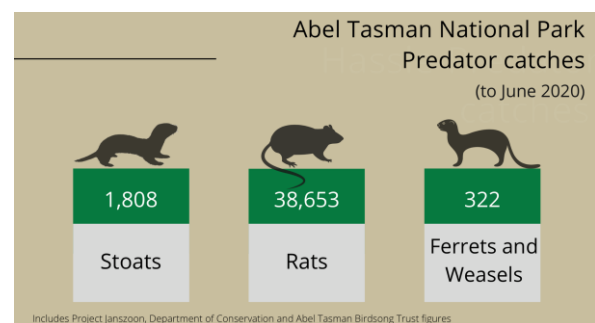 Abel Tasman National Park
Predator catches
(to June 2020)
1,808
38,653
322
Stoats
Rats
Ferrets and
Weasels
Includes Project Janszoon, Department of Conservation and Abel Tasman Birdsong Trust figures